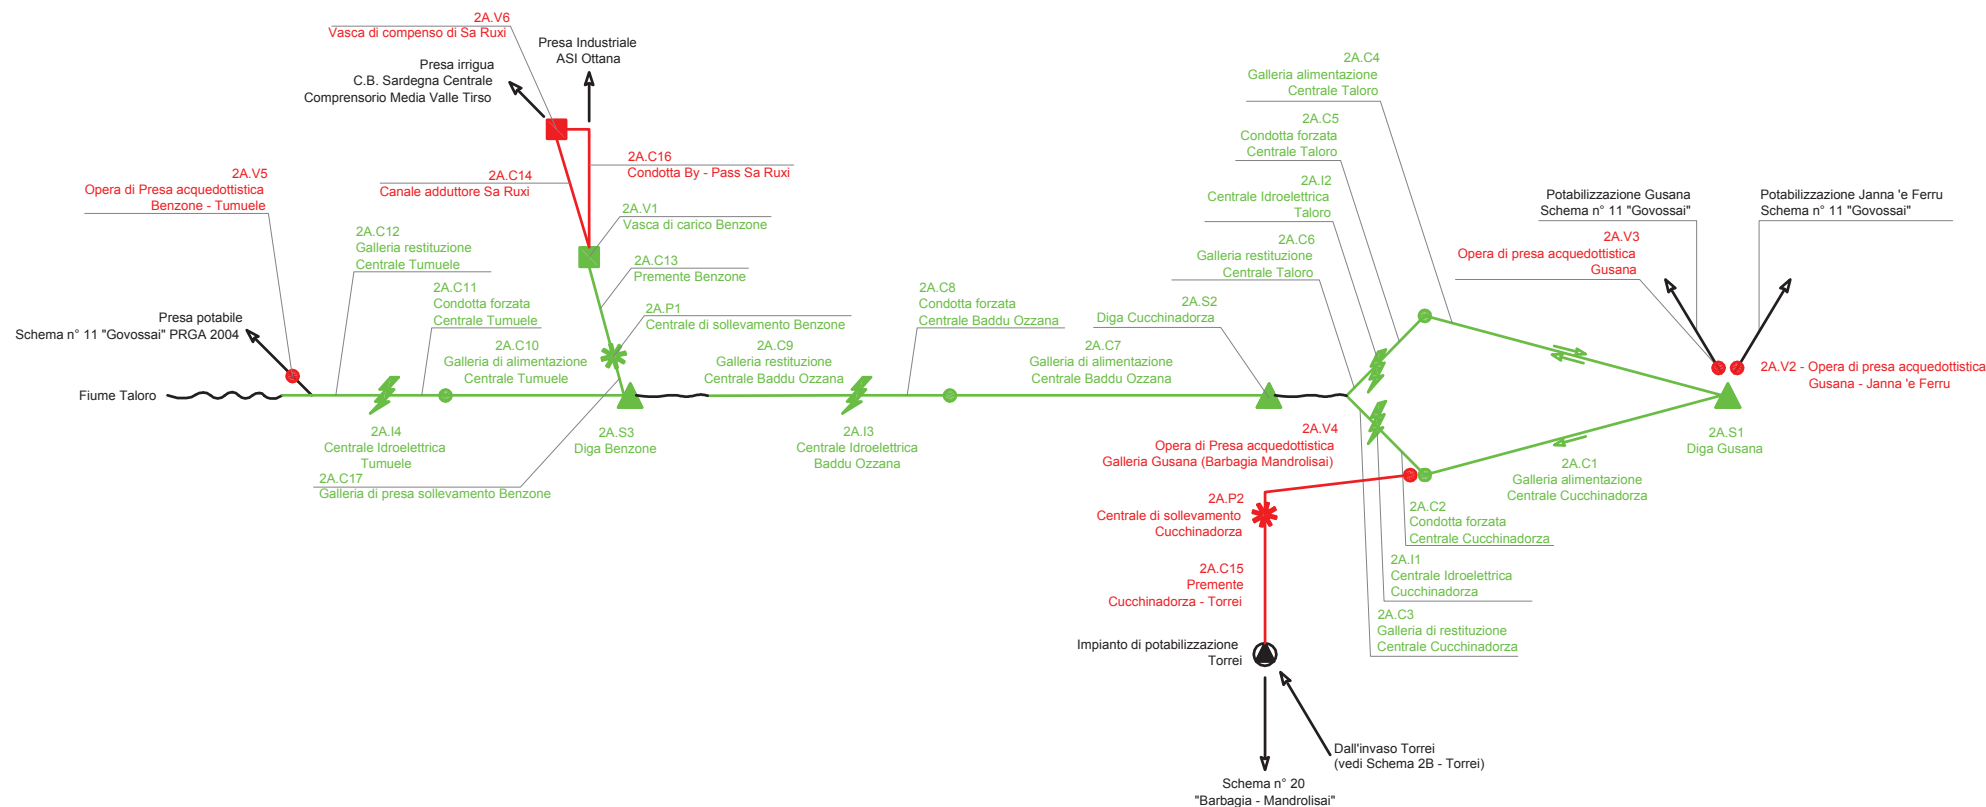 2A.V6
Vasca di compenso di Sa Ruxi
Presa Industriale
ASI Ottana
Presa irrigua
C.B. Sardegna Centrale
Comprensorio Media Valle Tirso
2A.V5
Opera di Presa acquedottistica
Benzone - Tumuele
2A.C14
Canale adduttore Sa Ruxi
2A.C16
Condotta By - Pass Sa Ruxi
2A.V1
Vasca di carico Benzone
2A.C12
Galleria restituzione
Centrale Tumuele
2A.C13
Premente Benzone
2A.C11
Condotta forzata
Centrale Tumuele
2A.P1
Centrale di sollevamento Benzone
Presa potabile
Schema n° 11 "Govossai" PRGA 2004
2A.C10
Galleria di alimentazione
Centrale Tumuele
2A.C9
Galleria restituzione
Centrale Baddu Ozzana
2A.C8
Condotta forzata
Centrale Baddu Ozzana
2A.C7
Galleria di alimentazione
Centrale Baddu Ozzana
2A.S2
Diga Cucchinadorza
2A.C4
Galleria alimentazione
Centrale Taloro
2A.C5
Condotta forzata
Centrale Taloro
2A.I2
Centrale Idroelettrica
Taloro
2A.C6
Galleria restituzione
Centrale Taloro
Potabilizzazione Gusana
Schema n° 11 "Govossai"
Potabilizzazione Janna 'e Ferru
Schema n° 11 "Govossai"
2A.V3
Opera di presa acquedottistica
Gusana
2A.V2 - Opera di presa acquedottistica
Gusana - Janna 'e Ferru
Fiume Taloro
2A.I4
Centrale Idroelettrica
Tumuele
2A.C17
Galleria di presa sollevamento Benzone
2A.S3
Diga Benzone
2A.I3
Centrale Idroelettrica
Baddu Ozzana
2A.V4
Opera di Presa acquedottistica
Galleria Gusana (Barbagia Mandrolisai)
2A.S1
Diga Gusana
2A.C1
Galleria alimentazione
Centrale Cucchinadorza
2A.P2
Centrale di sollevamento
Cucchinadorza
2A.C2
Condotta forzata
Centrale Cucchinadorza
2A.I1
Centrale Idroelettrica
Cucchinadorza
2A.C15
Premente
Cucchinadorza - Torrei
2A.C3
Galleria di restituzione
Centrale Cucchinadorza
Impianto di potabilizzazione
Torrei
Dall'invaso Torrei
(vedi Schema 2B - Torrei)
Schema n° 20
"Barbagia - Mandrolisai"